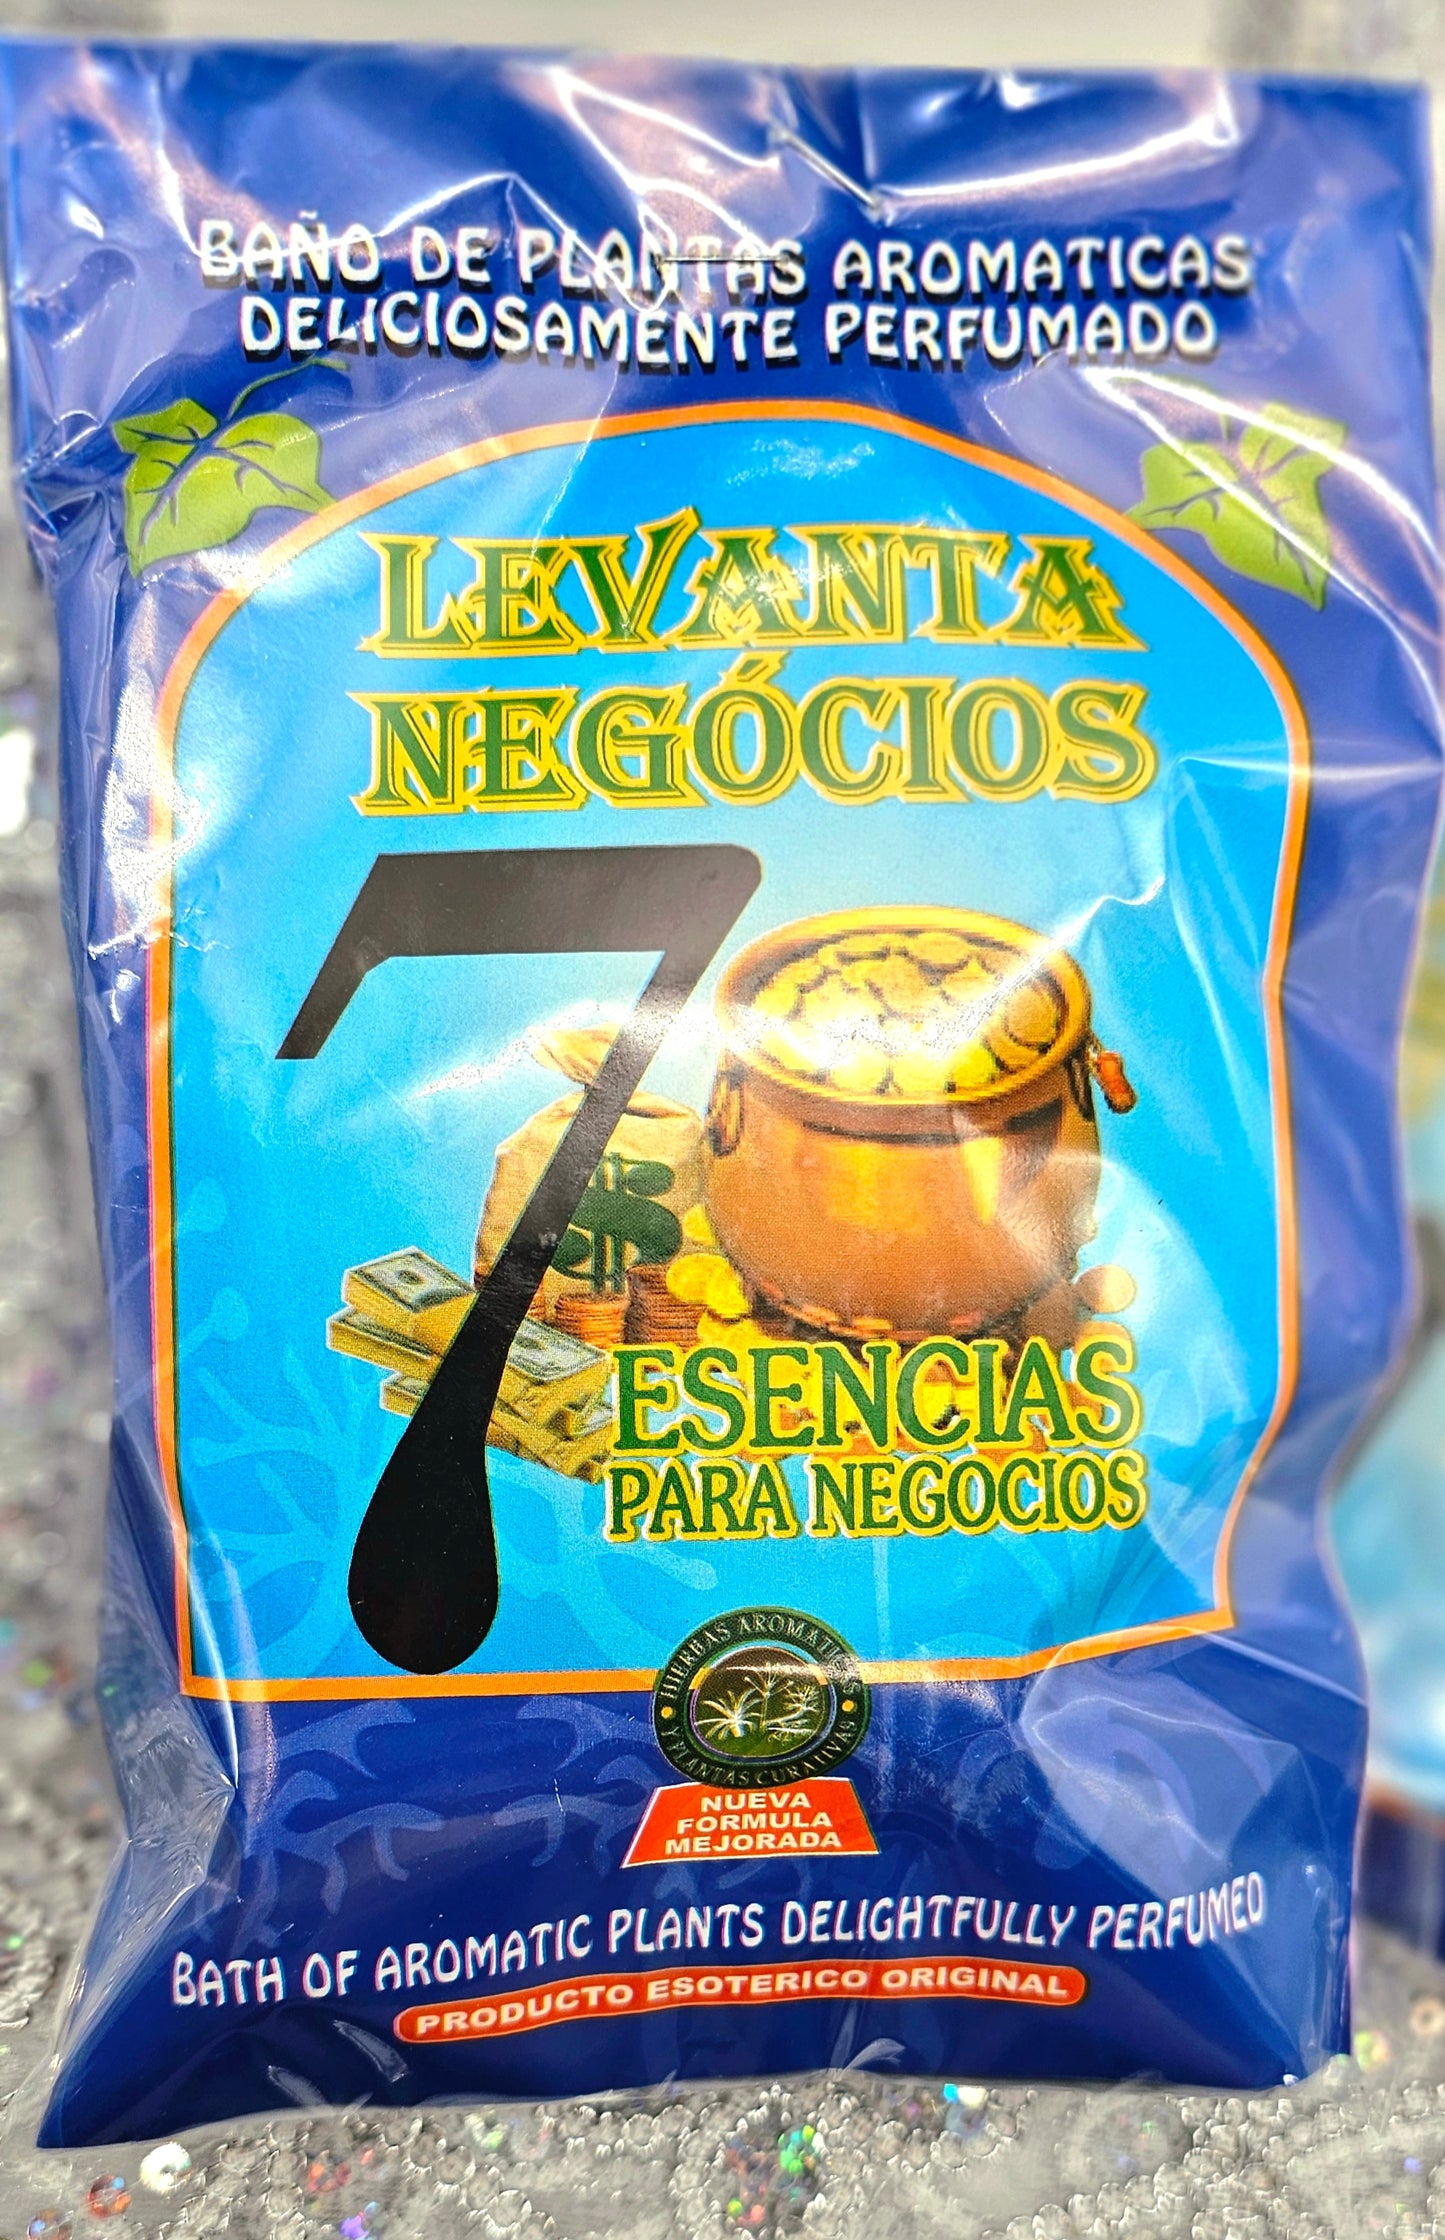 BAÑO DE PLANTAS AROMATICAS
DELICIOSAMENTE PERFUMADO
LEVANTA
NEGÓCIOS
7
ESENCIAS
PARA NEGOCIOS
HIERBAS AROMATICAS
Y PLANTAS CURATIVAS
NUEVA
FORMULA
MEJORADA
BATH OF AROMATIC PLANTS DELIGHTFULLY PERFUMED
PRODUCTO ESOTERICO ORIGINAL